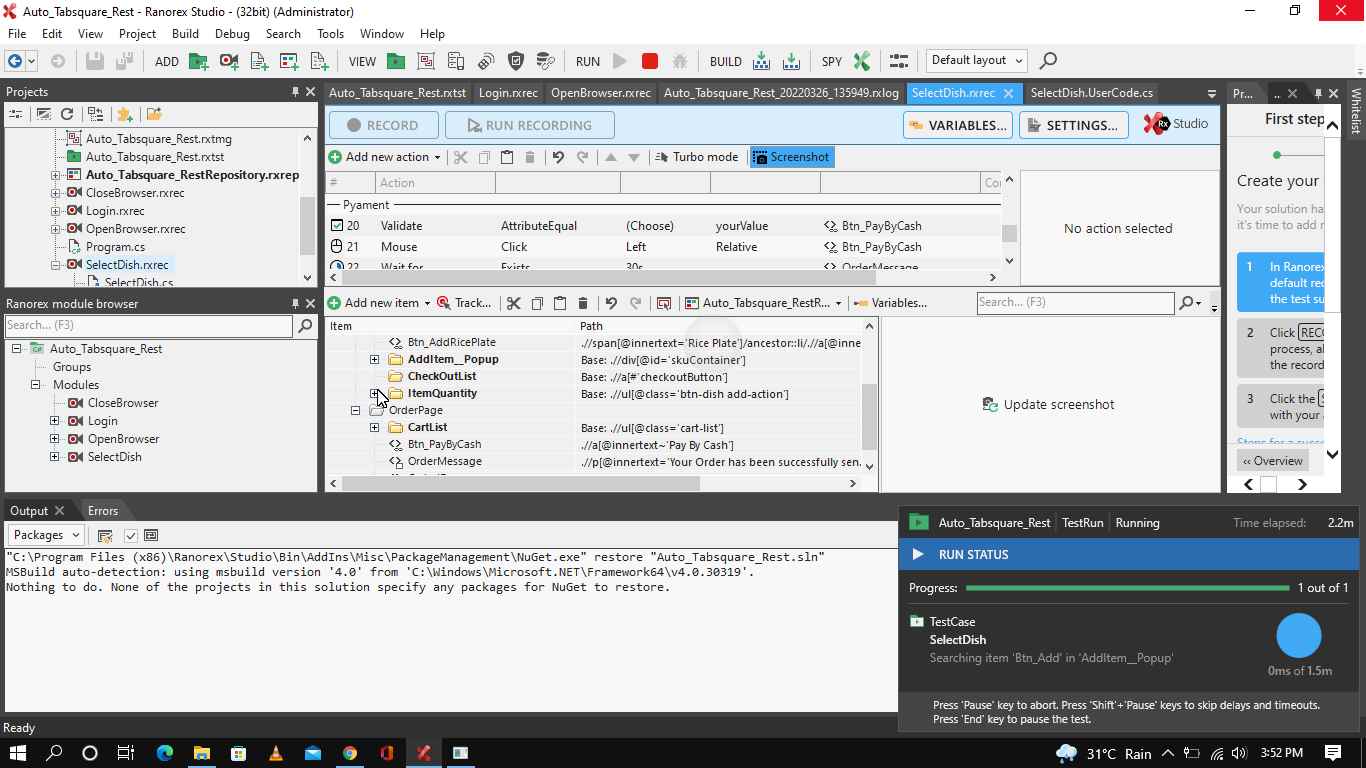 Auto_Tabsquare_Rest - Ranorex Studio - (32bit) (Administrator)
File Edit View Project Build Debug Search Tools Window Help
ADD VIEW RUN BUILD SPY Default layout
Projects
Auto_Tabsquare_Rest.rxtmg
Auto_Tabsquare_Rest.rxtst
Auto_Tabsquare_RestRepository.rxrep
CloseBrowser.rxrec
Login.rxrec
OpenBrowser.rxrec
Program.cs
SelectDish.rxrec
SelectDish.cs
Ranorex module browser
Search... (F3)
Auto_Tabsquare_Rest
Groups
Modules
CloseBrowser
Login
OpenBrowser
SelectDish
Auto_Tabsquare_Rest.rxtst Login.rxrec OpenBrowser.rxrec Auto_Tabsquare_Rest_20220326_135949.rxlog SelectDish.rxrec SelectDish.UserCode.cs
RECORD RUN RECORDING VARIABLES... SETTINGS... Rx Studio
Add new action Turbo mode Screenshot
# Action
Pyament
20 Validate AttributeEqual (Choose) yourValue Btn_PayByCash
21 Mouse Click Left Relative Btn_PayByCash
22 Wait for Exists 30s OrderMessage
No action selected
Add new item Track... Auto_Tabsquare_RestR... Variables... Search... (F3)
Item Path
Btn_AddRicePlate .//span[@innertext='Rice Plate']/ancestor::li/.//a[@inne
AddItem__Popup Base: .//div[@id='skuContainer']
CheckOutList Base: .//a[#'checkoutButton']
ItemQuantity Base: .//ul[@class='btn-dish add-action']
OrderPage
CartList Base: .//ul[@class='cart-list']
Btn_PayByCash .//a[@innertext~'Pay By Cash']
OrderMessage .//p[@innertext='Your Order has been successfully sen.
Update screenshot
Pr... ..
Whitelist
First step
Create your
Your solution ha
it's time to add r
1 In Ranorex
default rec
the test su
2 Click REC
process, al
the record
3 Click the S
with your
‹‹ Overview
Output Errors
Packages
"C:\Program Files (x86)\Ranorex\Studio\Bin\AddIns\Misc\PackageManagement\NuGet.exe" restore "Auto_Tabsquare_Rest.sln"
MSBuild auto-detection: using msbuild version '4.0' from 'C:\Windows\Microsoft.NET\Framework64\v4.0.30319'.
Nothing to do. None of the projects in this solution specify any packages for NuGet to restore.
Auto_Tabsquare_Rest TestRun Running Time elapsed: 2.2m
RUN STATUS
Progress: 1 out of 1
TestCase
SelectDish
Searching item 'Btn_Add' in 'AddItem__Popup'
0ms of 1.5m
Press 'Pause' key to abort. Press 'Shift'+'Pause' keys to skip delays and timeouts.
Press 'End' key to pause the test.
Ready
31°C Rain 3:52 PM